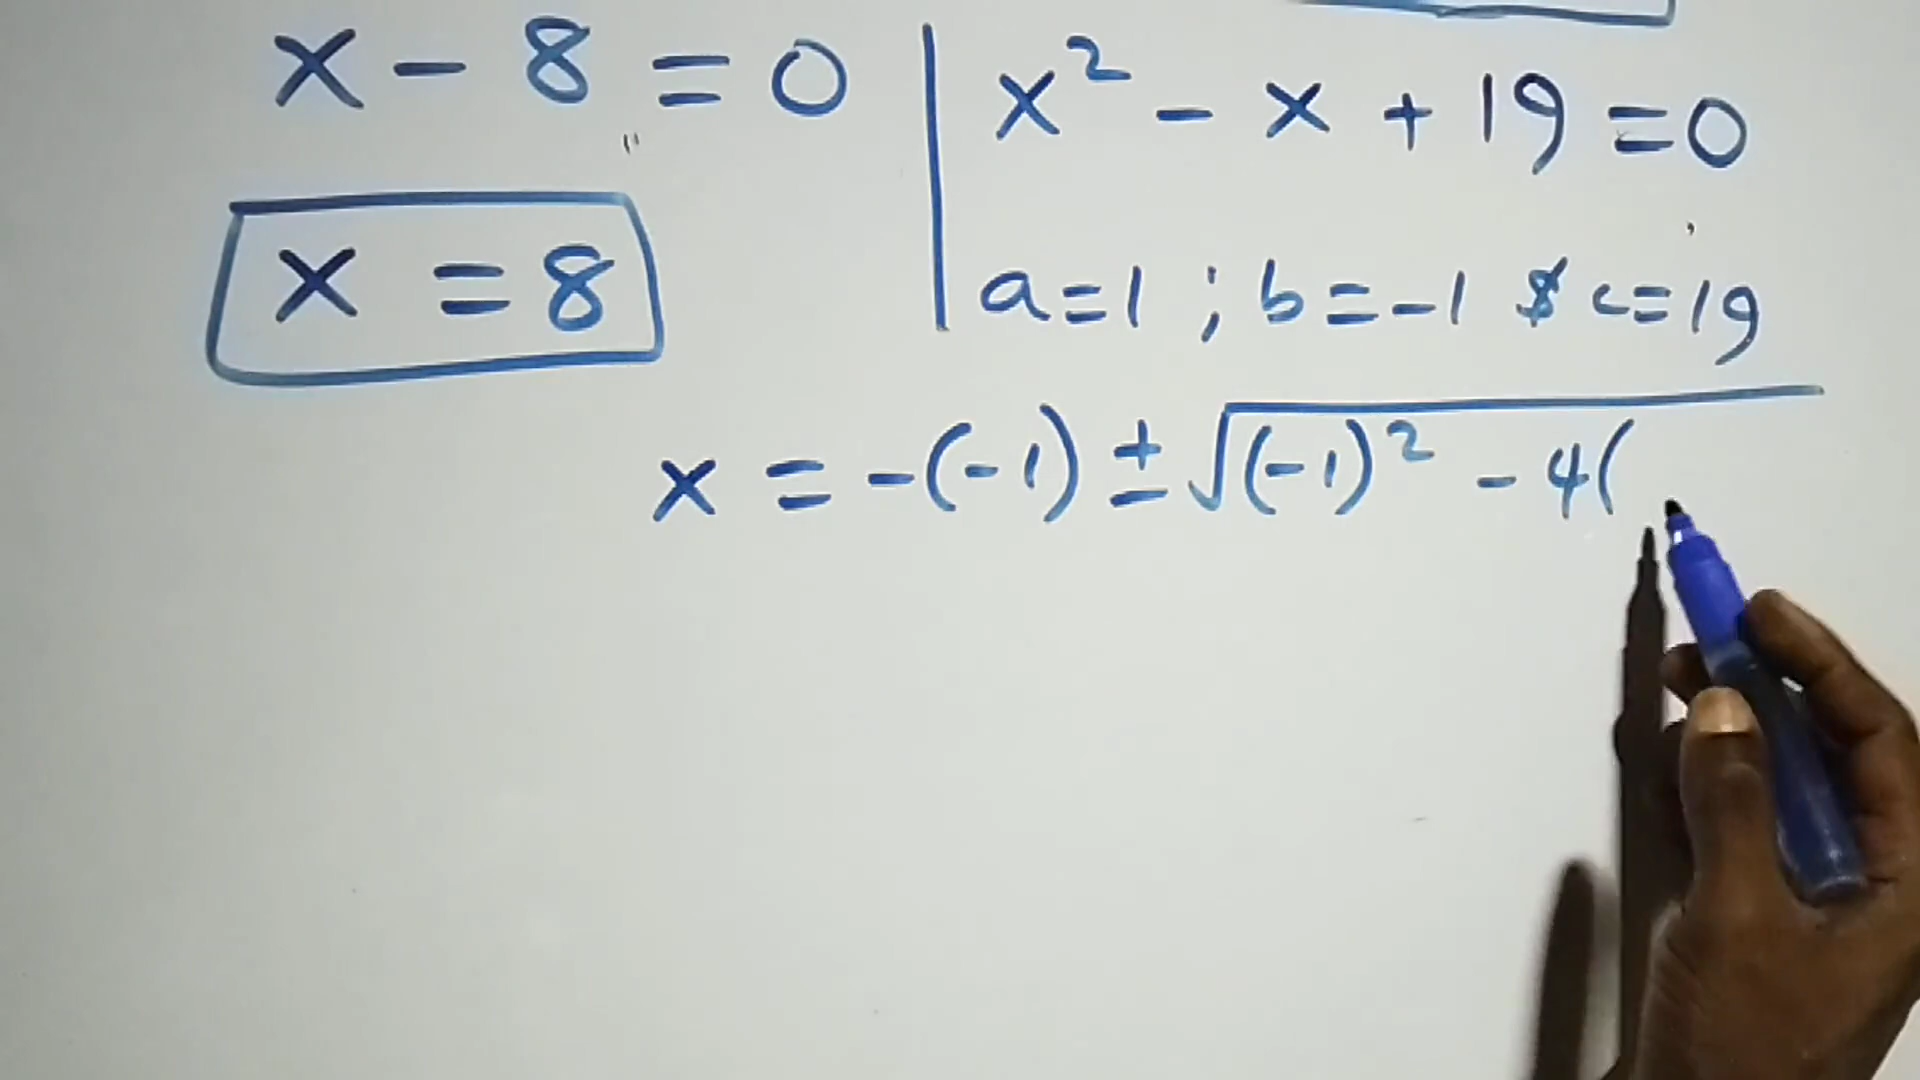 x - 8 = 0
x = 8
x² - x + 19 = 0
a = 1 ; b = -1 $ c = 19
x = -(-1) ± √(-1)² - 4(